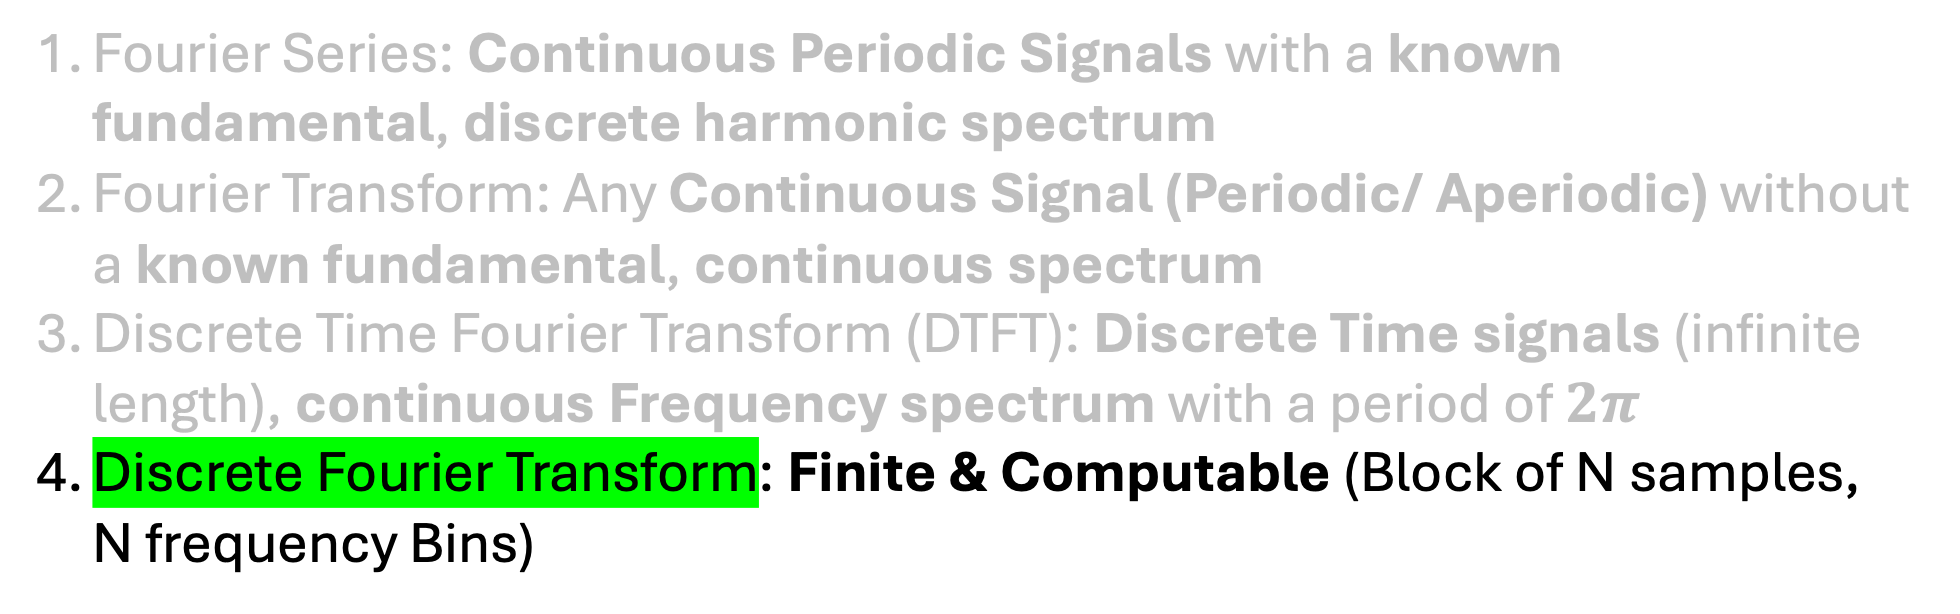 1. Fourier Series: Continuous Periodic Signals with a known
fundamental, discrete harmonic spectrum
2. Fourier Transform: Any Continuous Signal (Periodic/ Aperiodic) without
a known fundamental, continuous spectrum
3. Discrete Time Fourier Transform (DTFT): Discrete Time signals (infinite
length), continuous Frequency spectrum with a period of 2π
4. Discrete Fourier Transform: Finite & Computable (Block of N samples,
N frequency Bins)